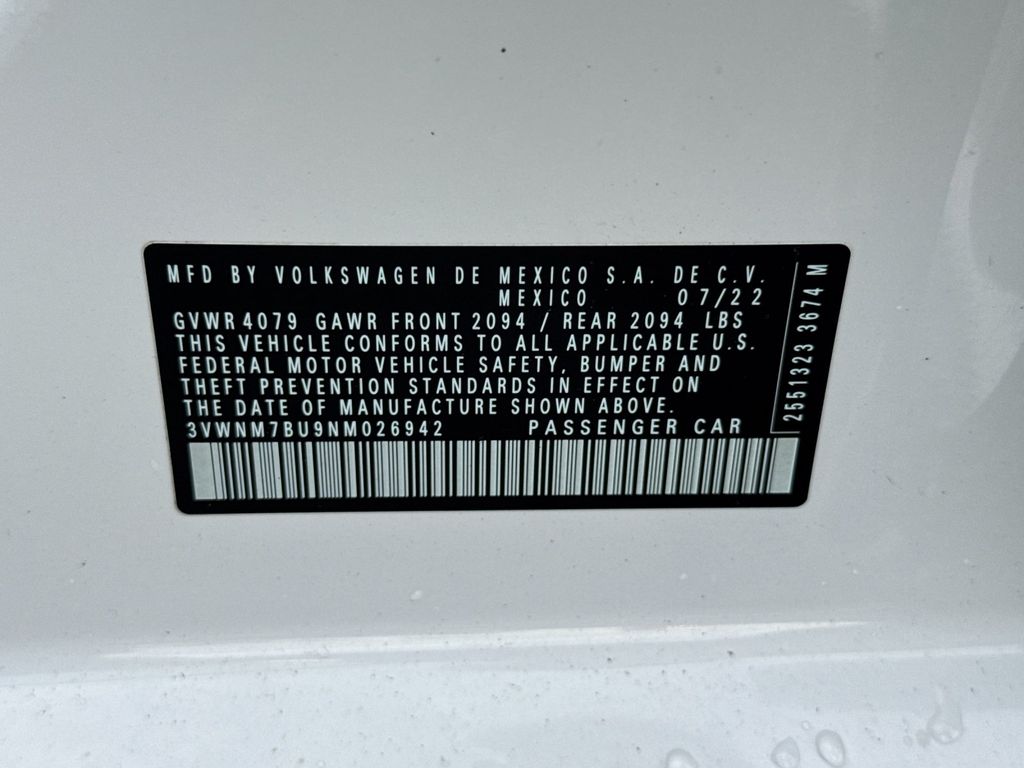 MFD BY VOLKSWAGEN DE MEXICO S.A. DE C.V.
MEXICO 07/22
GVWR 4079 GAWR FRONT 2094 / REAR 2094 LBS
THIS VEHICLE CONFORMS TO ALL APPLICABLE U.S.
FEDERAL MOTOR VEHICLE SAFETY, BUMPER AND
THEFT PREVENTION STANDARDS IN EFFECT ON
THE DATE OF MANUFACTURE SHOWN ABOVE.
3VWNM7BU9NM026942 PASSENGER CAR
2551323 3674 M